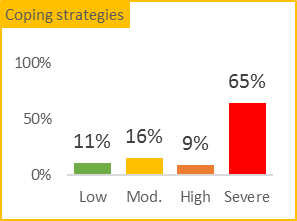 Coping strategies
100%
65%
50%
11% 16% 9%
0%
Low Mod. High Severe